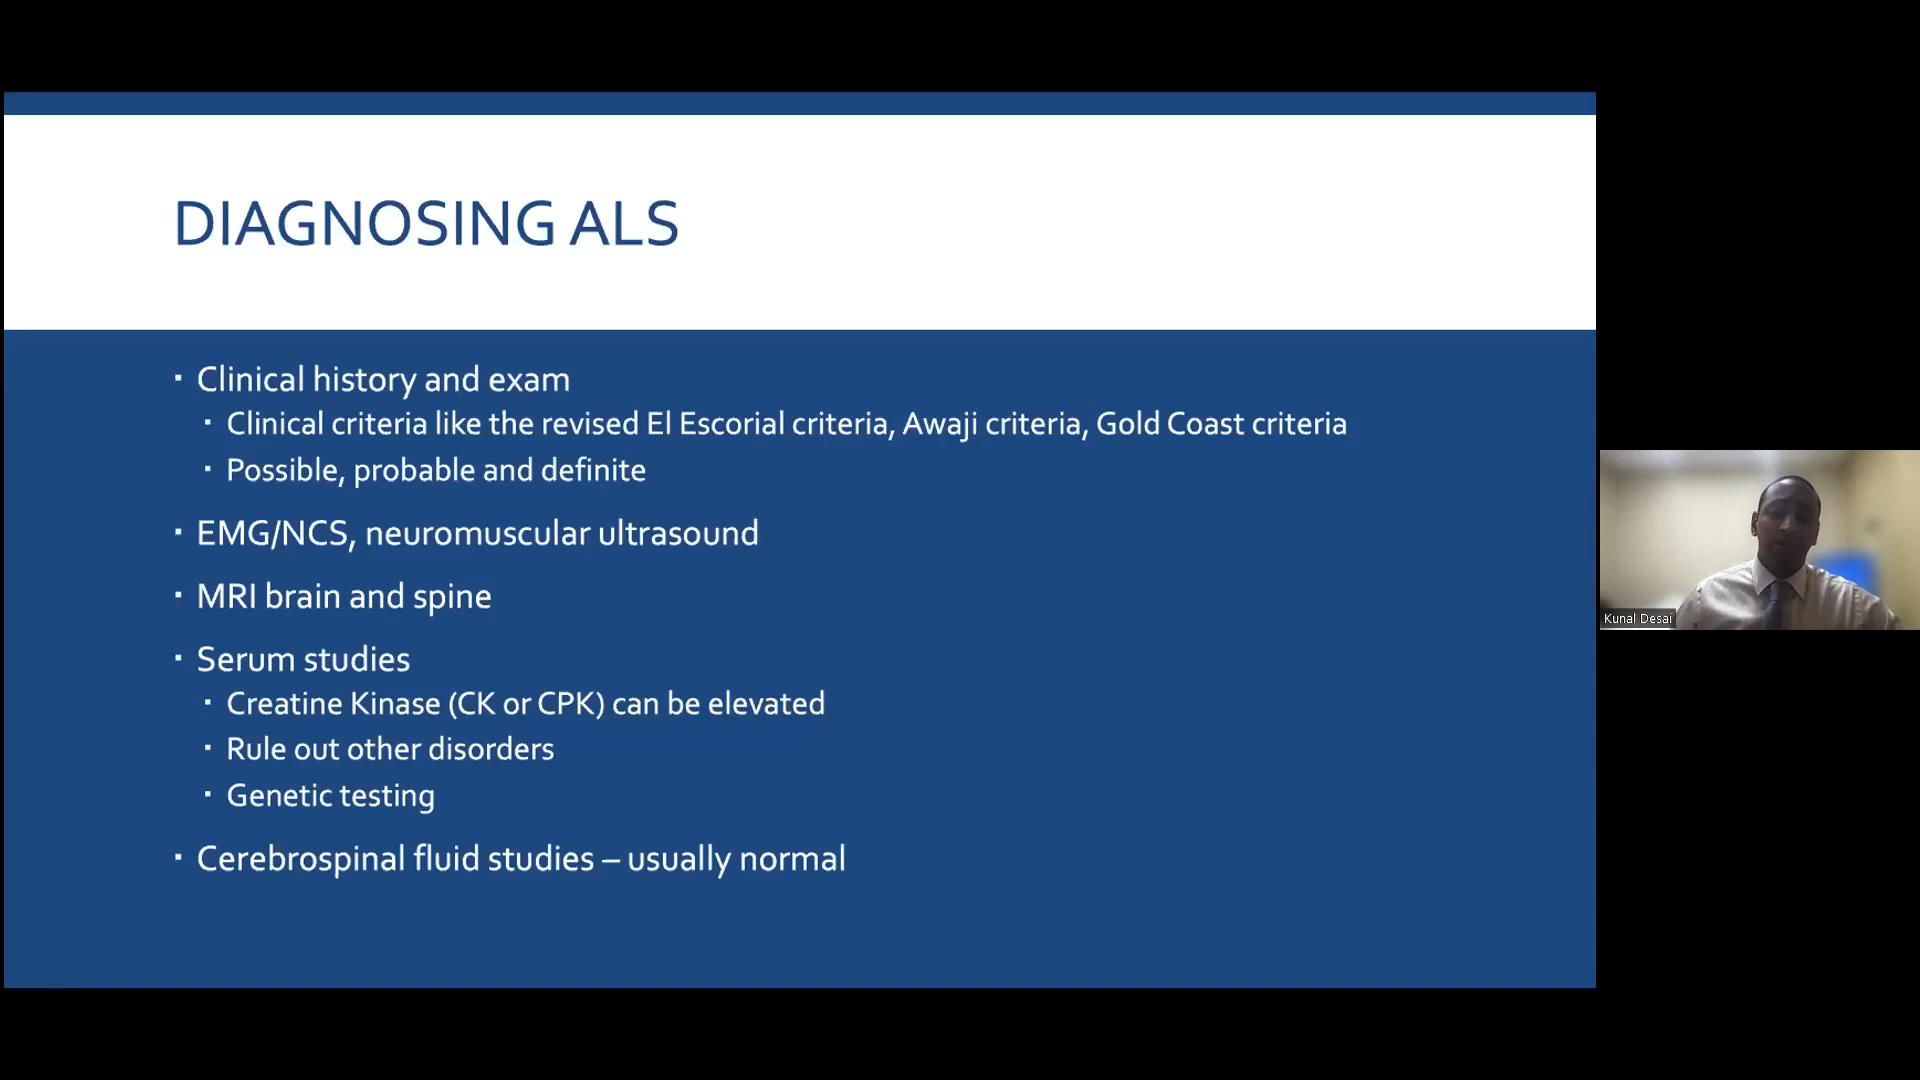 DIAGNOSING ALS
▪ Clinical history and exam
▪ Clinical criteria like the revised El Escorial criteria, Awaji criteria, Gold Coast criteria
▪ Possible, probable and definite
▪ EMG/NCS, neuromuscular ultrasound
▪ MRI brain and spine
▪ Serum studies
▪ Creatine Kinase (CK or CPK) can be elevated
▪ Rule out other disorders
▪ Genetic testing
▪ Cerebrospinal fluid studies – usually normal
Kunal Desai